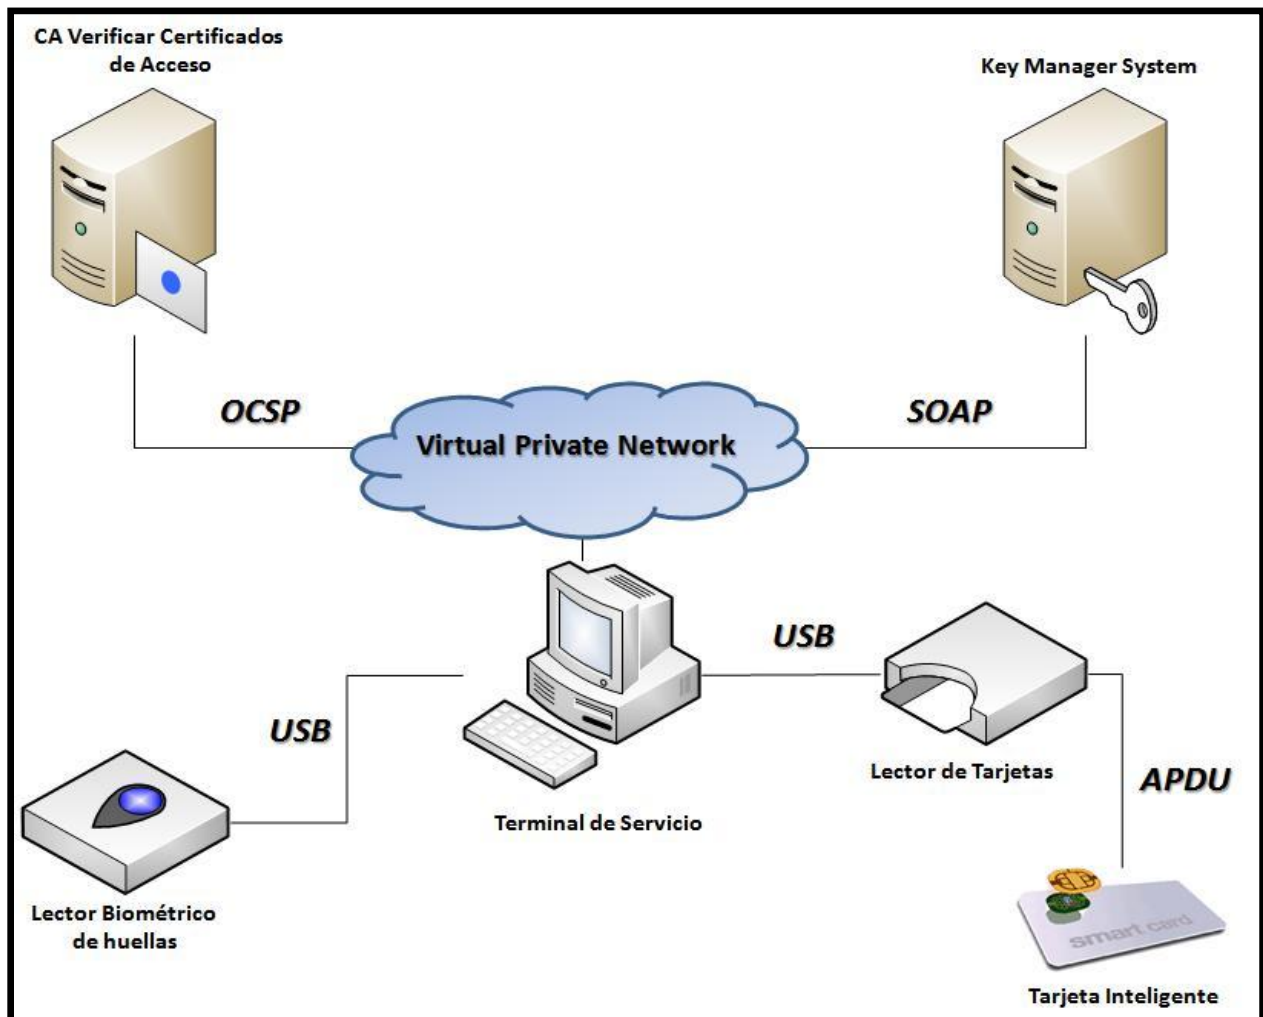 CA Verificar Certificados
de Acceso
Key Manager System
OCSP
SOAP
Virtual Private Network
USB
USB
Lector de Tarjetas
APDU
Terminal de Servicio
Lector Biométrico
de huellas
smart card
Tarjeta Inteligente